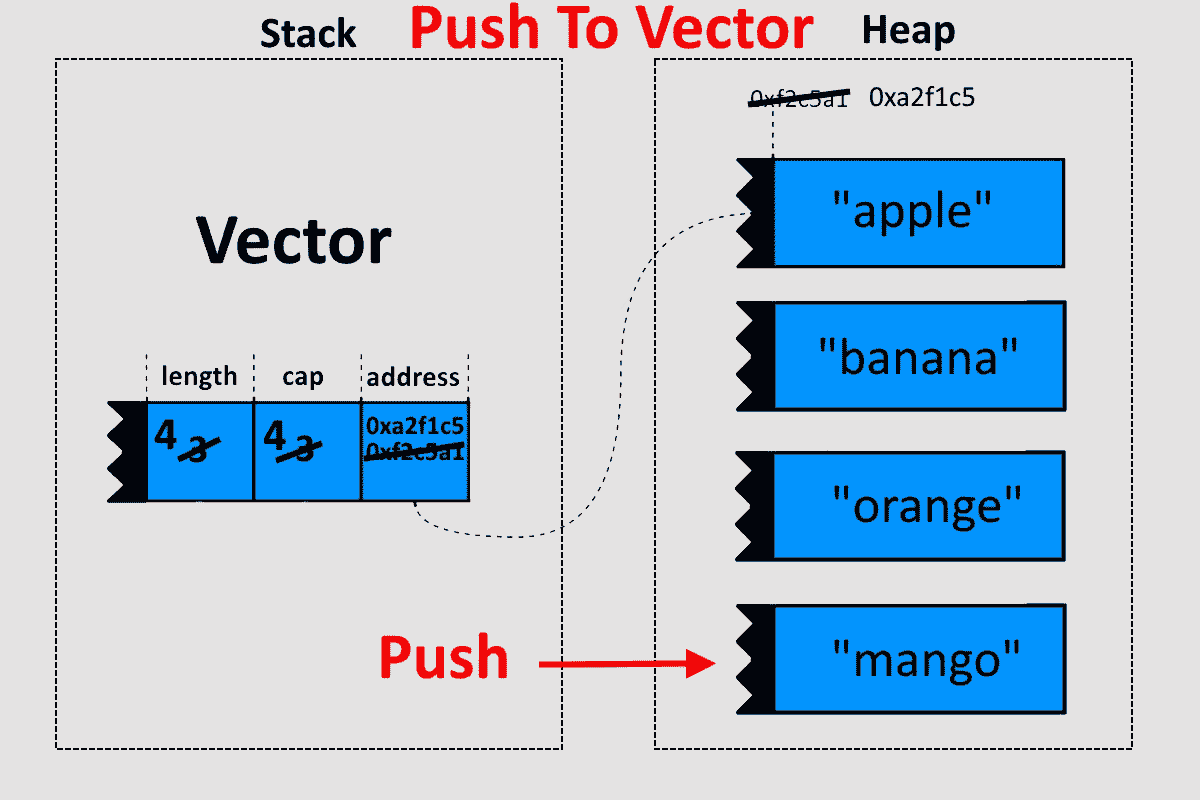 Stack Push To Vector Heap
0xf2c5a1 0xa2f1c5
"apple"
Vector
"banana"
length cap address
4 3 4 3 0xa2f1c5
0xf2c5a1
"orange"
Push "mango"